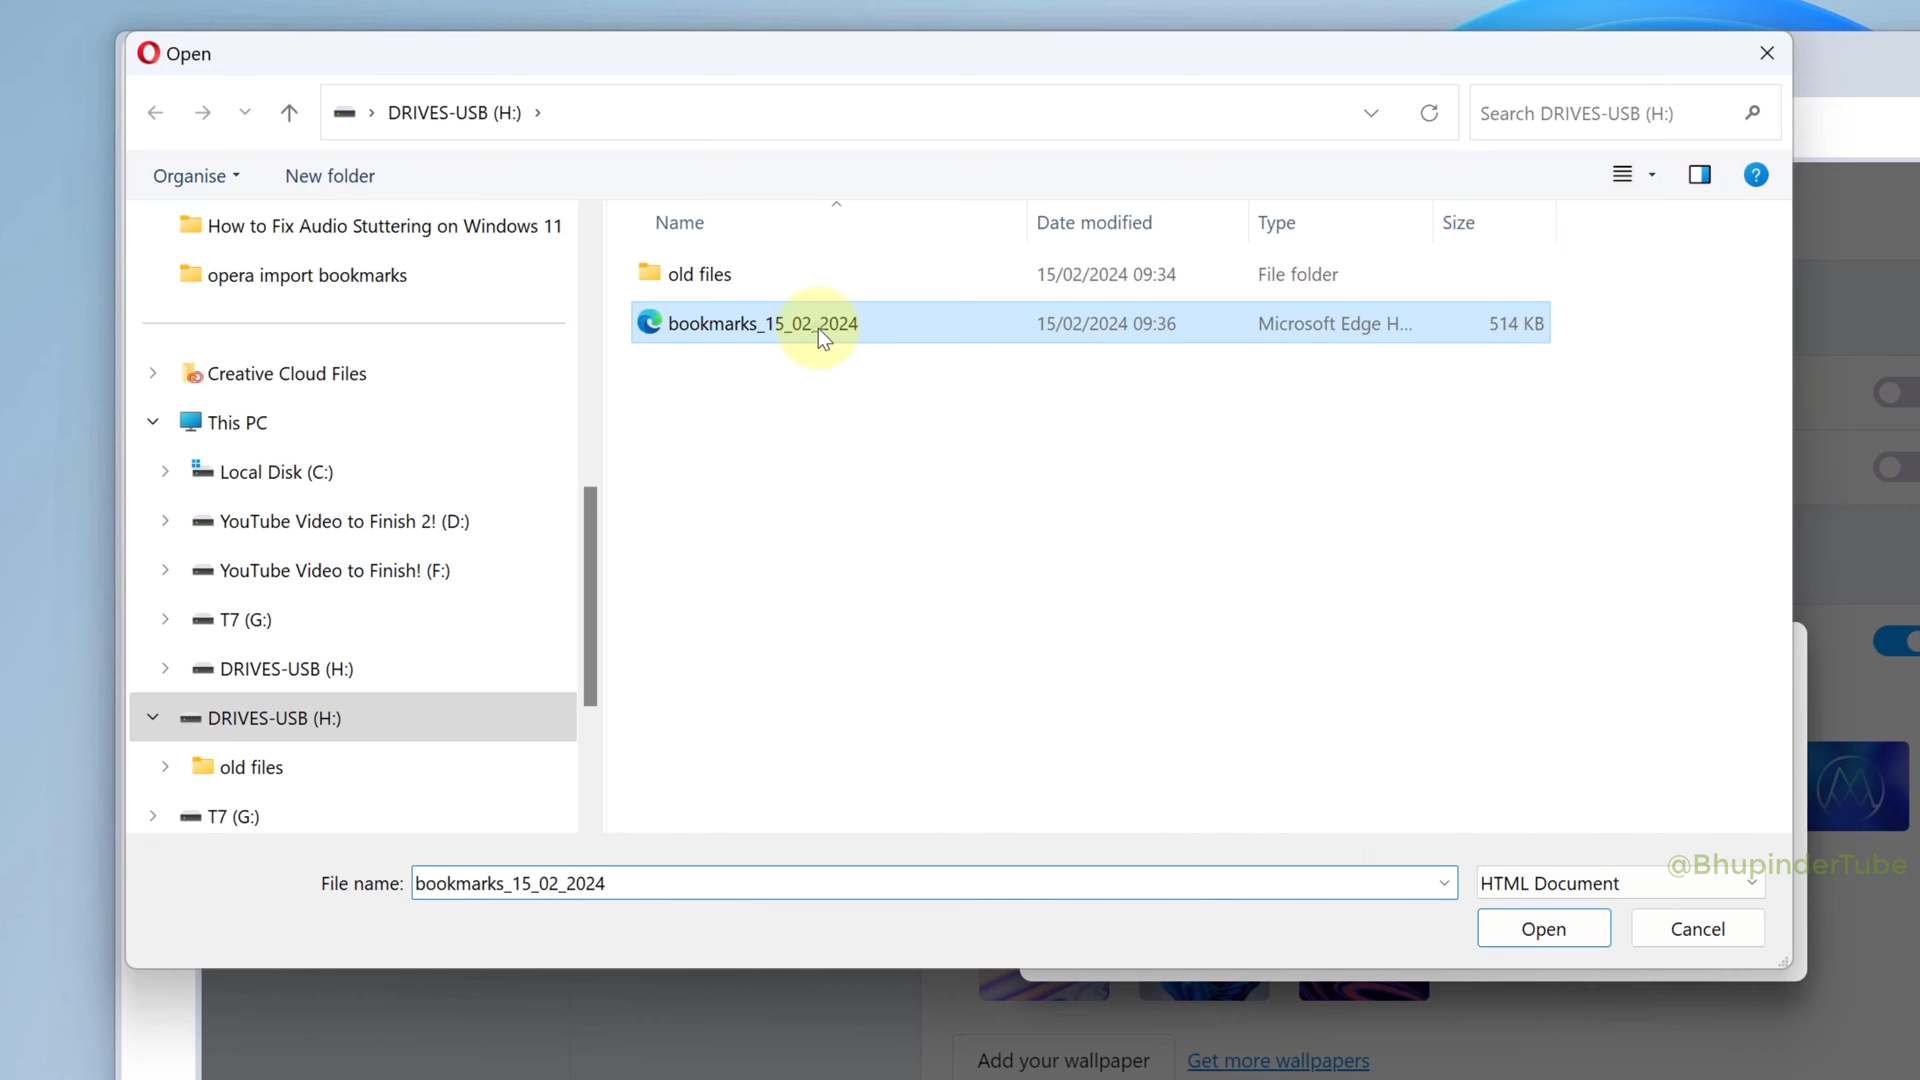 Open
DRIVES-USB (H:)
Search DRIVES-USB (H:)
Organise
New folder
How to Fix Audio Stuttering on Windows 11
opera import bookmarks
Creative Cloud Files
This PC
Local Disk (C:)
YouTube Video to Finish 2! (D:)
YouTube Video to Finish! (F:)
T7 (G:)
DRIVES-USB (H:)
DRIVES-USB (H:)
old files
T7 (G:)
Name Date modified Type Size
old files 15/02/2024 09:34 File folder
bookmarks_15_02_2024 15/02/2024 09:36 Microsoft Edge H... 514 KB
@BhupinderTube
File name: bookmarks_15_02_2024 HTML Document
Open Cancel
Add your wallpaper Get more wallpapers